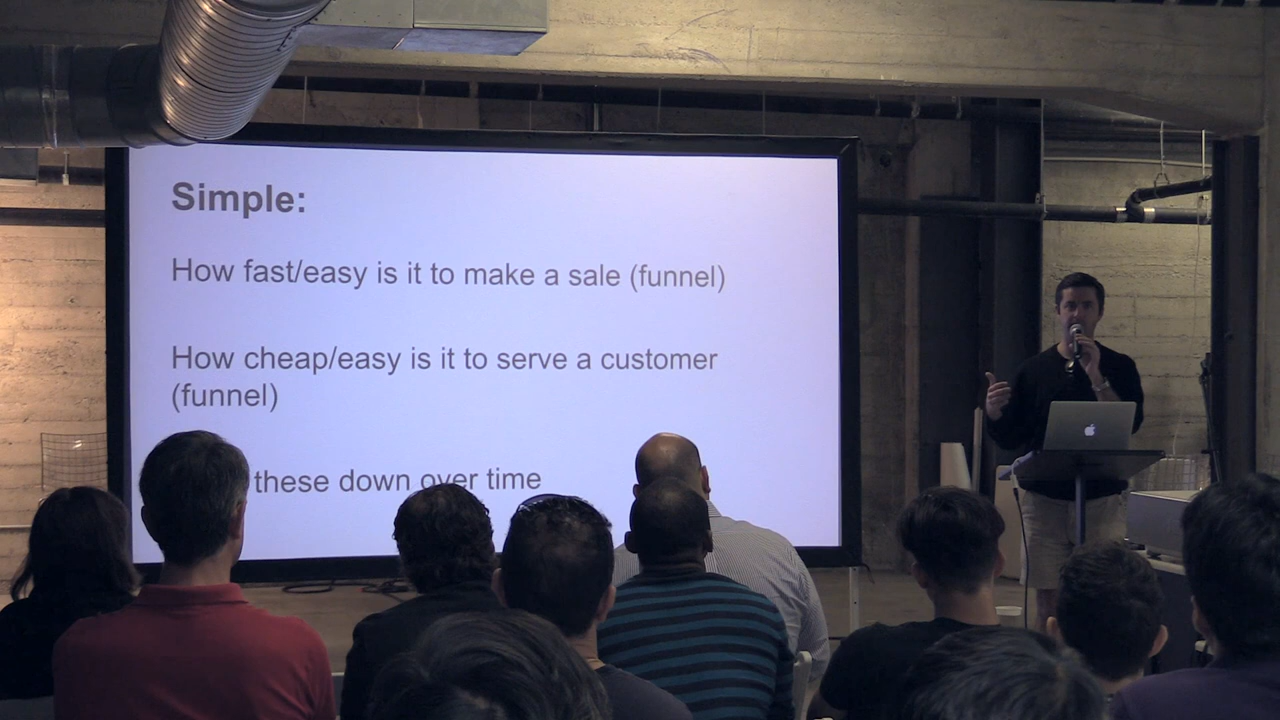 Simple:
How fast/easy is it to make a sale (funnel)
How cheap/easy is it to serve a customer
(funnel)
these down over time